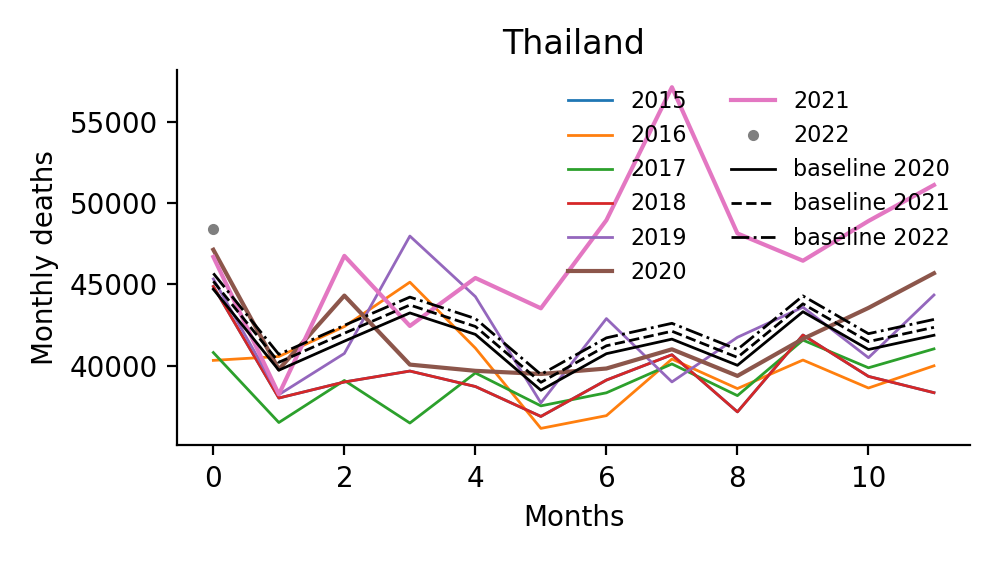 Thailand
Monthly deaths
55000
50000
45000
40000
0 2 4 6 8 10
Months
2015
2016
2017
2018
2019
2020
2021
2022
baseline 2020
baseline 2021
baseline 2022